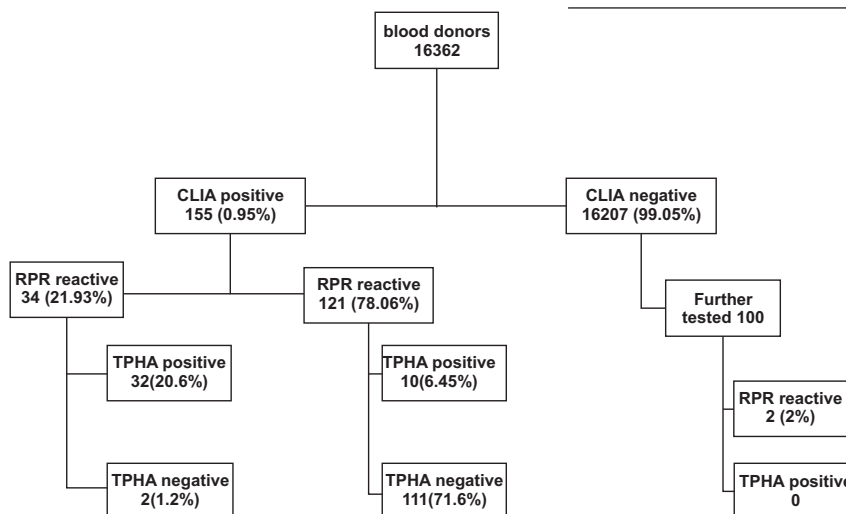 blood donors
16362
CLIA positive
155 (0.95%)
CLIA negative
16207 (99.05%)
RPR reactive
34 (21.93%)
RPR reactive
121 (78.06%)
Further
tested 100
TPHA positive
32(20.6%)
TPHA positive
10(6.45%)
RPR reactive
2 (2%)
TPHA negative
2(1.2%)
TPHA negative
111(71.6%)
TPHA positive
0